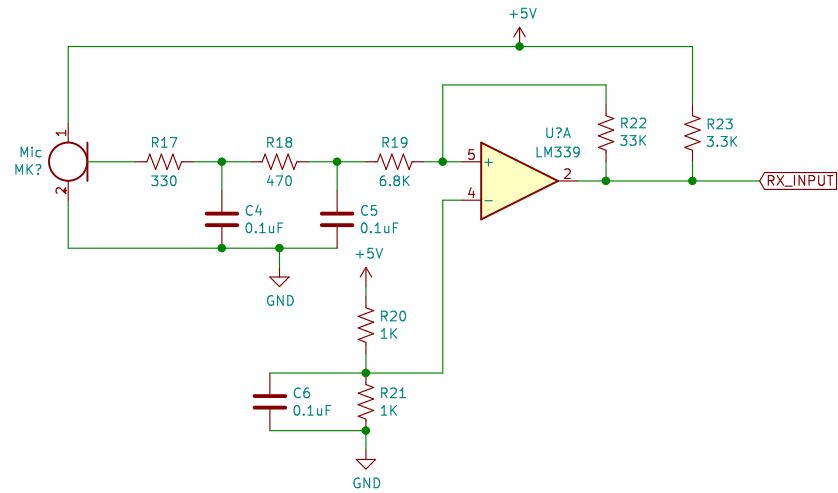 +5V
1
Mic
MK?
2
R17
330
R18
470
R19
6.8K
C4
0.1uF
C5
0.1uF
GND
5
+
4
−
U?A
LM339
2
R22
33K
R23
3.3K
RX_INPUT
+5V
R20
1K
C6
0.1uF
R21
1K
GND